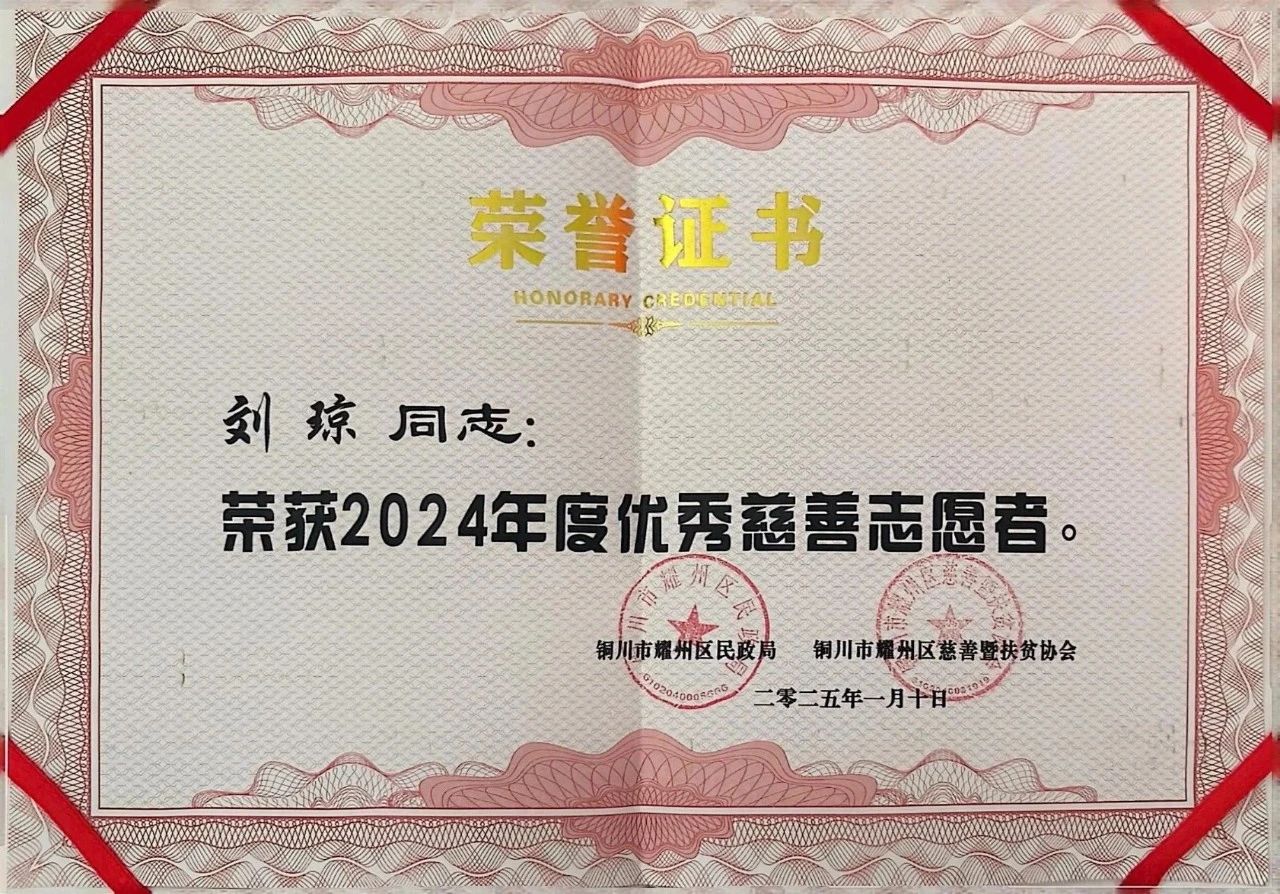 荣誉证书
HONORARY CREDENTIAL
刘 琼 同志:
荣获2024年度优秀慈善志愿者。
铜川市耀州区民政局 铜川市耀州区慈善暨扶贫协会
二零二五年一月十日